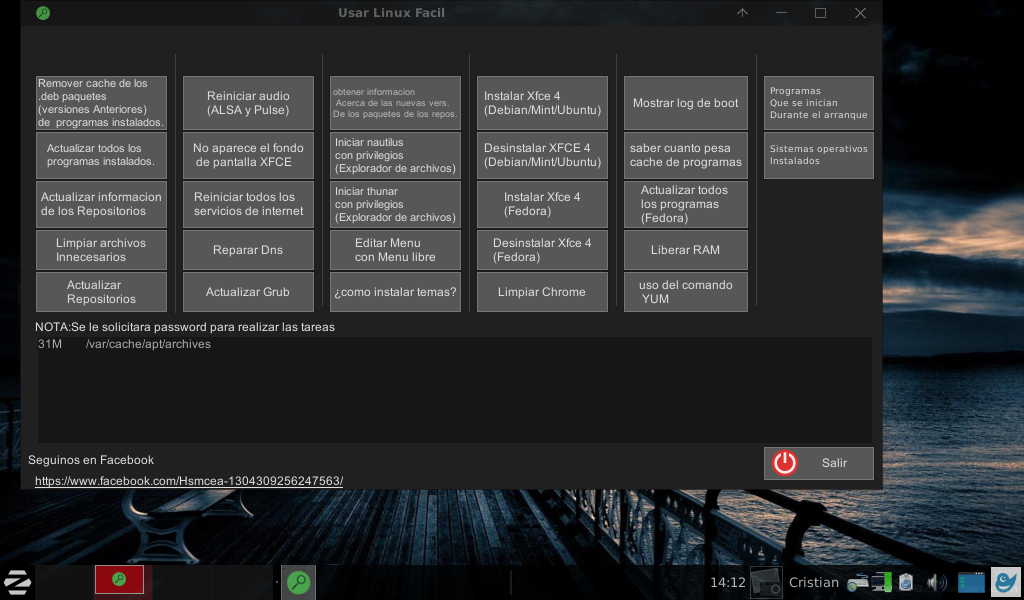 Usar Linux Facil
Remover cache de los
.deb paquetes
(versiones Anteriores)
de programas instalados.
Reiniciar audio
(ALSA y Pulse)
obtener informacion
Acerca de las nuevas vers.
De los paquetes de los repos.
Instalar Xfce 4
(Debian/Mint/Ubuntu)
Mostrar log de boot
Programas
Que se inician
Durante el arranque
Actualizar todos los
programas instalados.
No aparece el fondo
de pantalla XFCE
Iniciar nautilus
con privilegios
(Explorador de archivos)
Desinstalar XFCE 4
(Debian/Mint/Ubuntu)
saber cuanto pesa
cache de programas
Sistemas operativos
Instalados
Actualizar informacion
de los Repositorios
Reiniciar todos los
servicios de internet
Iniciar thunar
con privilegios
(Explorador de archivos)
Instalar Xfce 4
(Fedora)
Actualizar todos
los programas
(Fedora)
Limpiar archivos
Innecesarios
Reparar Dns
Editar Menu
con Menu libre
Desinstalar Xfce 4
(Fedora)
Liberar RAM
Actualizar
Repositorios
Actualizar Grub
¿como instalar temas?
Limpiar Chrome
uso del comando
YUM
NOTA:Se le solicitara password para realizar las tareas
31M /var/cache/apt/archives
Seguinos en Facebook
Salir
https://www.facebook.com/Hsmcea-1304309256247563/
14:12 Cristian